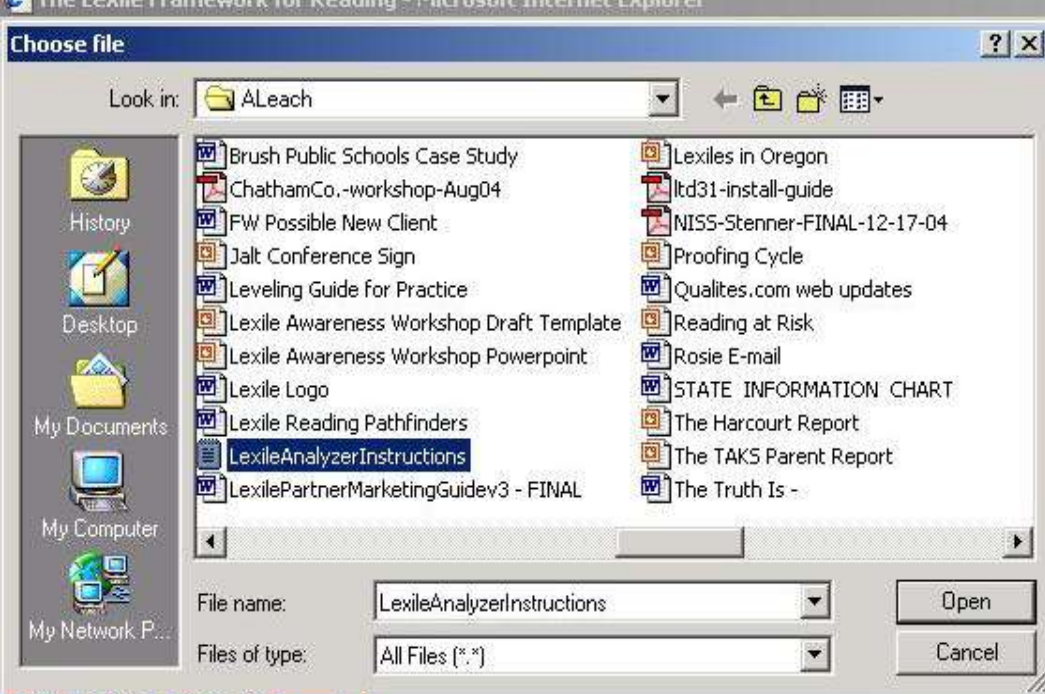 The Lexile Framework for Reading - Microsoft Internet Explorer
Choose file
Look in: ALeach
History
Desktop
My Documents
My Computer
My Network P...
Brush Public Schools Case Study
ChathamCo.-workshop-Aug04
FW Possible New Client
Jalt Conference Sign
Leveling Guide for Practice
Lexile Awareness Workshop Draft Template
Lexile Awareness Workshop Powerpoint
Lexile Logo
Lexile Reading Pathfinders
LexileAnalyzerInstructions
LexilePartnerMarketingGuidev3 - FINAL
Lexiles in Oregon
ltd31-install-guide
NISS-Stenner-FINAL-12-17-04
Proofing Cycle
Qualites.com web updates
Reading at Risk
Rosie E-mail
STATE INFORMATION CHART
The Harcourt Report
The TAKS Parent Report
The Truth Is -
File name: LexileAnalyzerInstructions
Open
Files of type: All Files (*.*)
Cancel